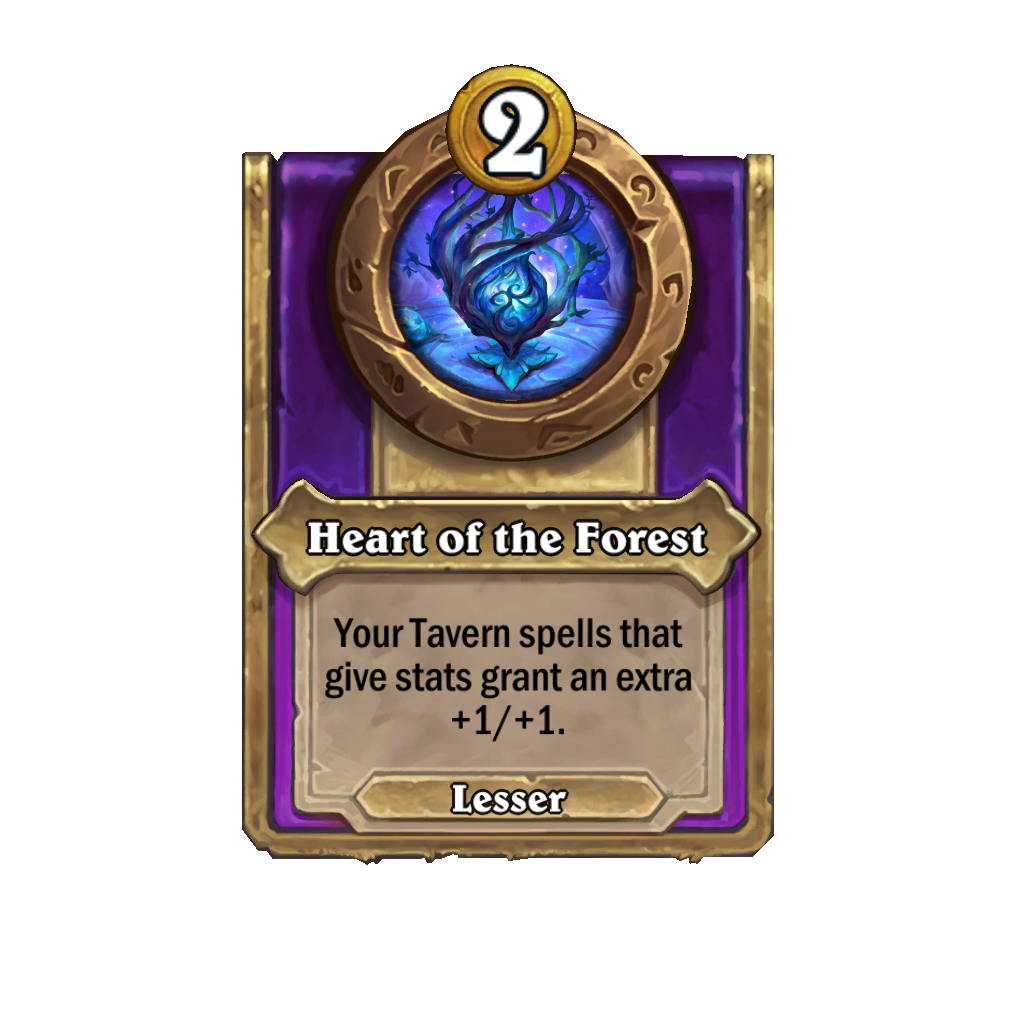 2
Heart of the Forest
Your Tavern spells that
give stats grant an extra
+1/+1.
Lesser